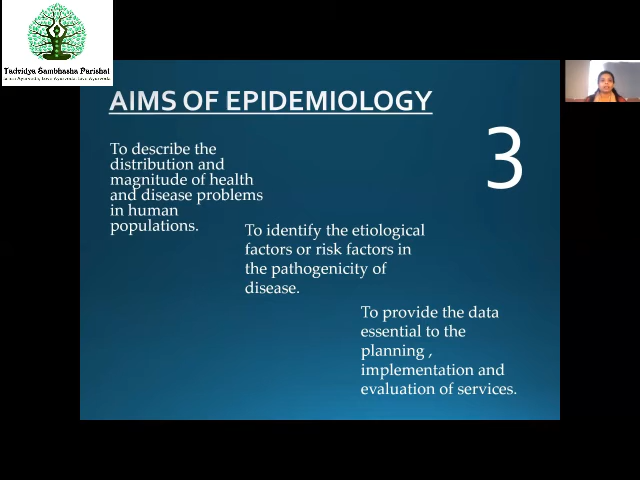 Tadvidya Sambhasha Parishat
AIMS OF EPIDEMIOLOGY
3
To describe the
distribution and
magnitude of health
and disease problems
in human
populations.
To identify the etiological
factors or risk factors in
the pathogenicity of
disease.
To provide the data
essential to the
planning ,
implementation and
evaluation of services.